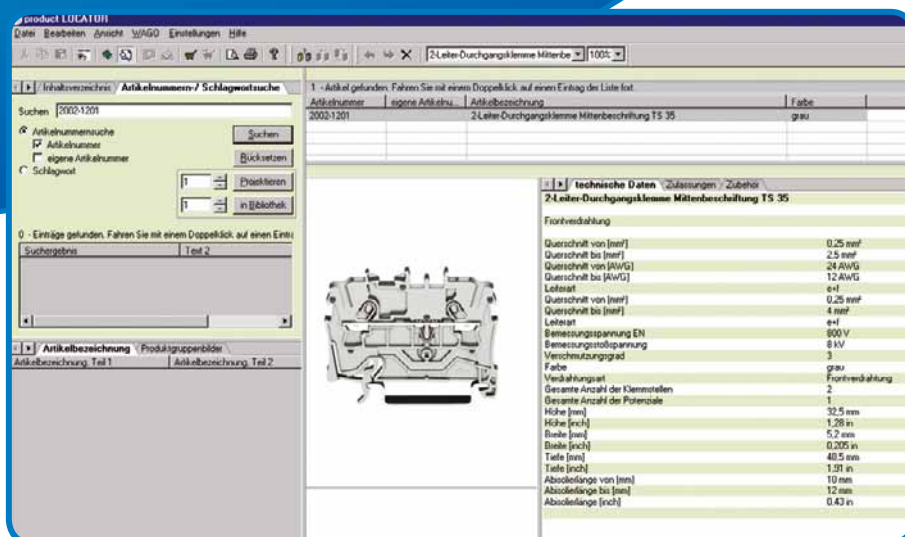 product LOCATOR
Datei Bearbeiten Ansicht WAGO Einstellungen Hilfe
2-Leiter-Durchgangsklemme Mittenbe 100%
Inhaltsverzeichnis Artikelnummern-/ Schlagwortsuche
Suchen 2002-1201
Artikelnummernsuche Suchen
Artikelnummer
eigene Artikelnummer Rücksetzen
Schlagwort
1 Projektieren
1 in Bibliothek
0 - Einträge gefunden. Fahren Sie mit einem Doppelklick auf einen Eintra
Suchergebnis Text 2
Artikelbezeichnung Produktgruppenbilder
Artikelbezeichnung, Teil 1 Artikelbezeichnung, Teil 2
1 - Artikel gefunden. Fahren Sie mit einem Doppelklick auf einen Eintrag der Liste fort.
Artikelnummer eigene Artikelnu... Artikelbezeichnung Farbe
2002-1201 2-Leiter-Durchgangsklemme Mittenbeschriftung TS 35 grau
technische Daten Zulassungen Zubehör
2-Leiter-Durchgangsklemme Mittenbeschriftung TS 35
Frontverdrahtung
Querschnitt von [mm²] 0,25 mm²
Querschnitt bis [mm²] 2,5 mm²
Querschnitt von [AWG] 24 AWG
Querschnitt bis [AWG] 12 AWG
Leiterart e+f
Querschnitt von [mm²] 0,25 mm²
Querschnitt bis [mm²] 4 mm²
Leiterart e+f
Bemessungsspannung EN 800 V
Bemessungsstoßspannung 8 kV
Verschmutzungsgrad 3
Farbe grau
Verdrahtungsart Frontverdrahtung
Gesamte Anzahl der Klemmstellen 2
Gesamte Anzahl der Potenziale 1
Höhe [mm] 32,5 mm
Höhe [inch] 1,28 in
Breite [mm] 5,2 mm
Breite [inch] 0,205 in
Tiefe [mm] 48,5 mm
Tiefe [inch] 1,91 in
Abisolierlänge von [mm] 10 mm
Abisolierlänge bis [mm] 12 mm
Abisolierlänge [inch] 0,43 in